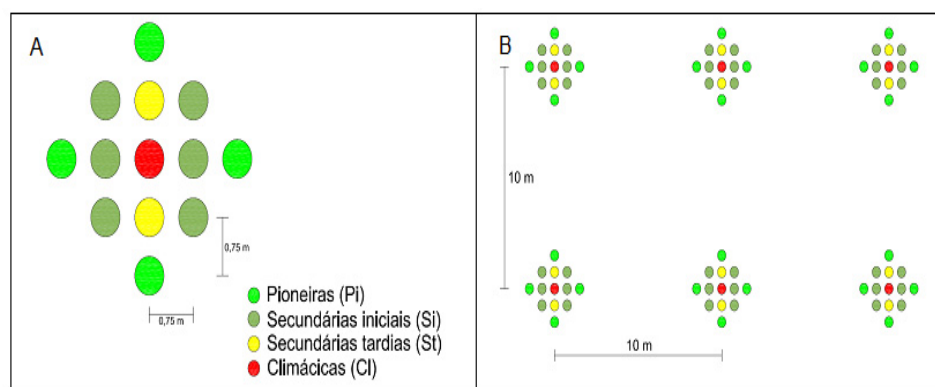 A
0,75 m
0,75 m
Pioneiras (Pi)
Secundárias iniciais (Si)
Secundárias tardias (St)
Climácicas (Cl)
B
10 m
10 m